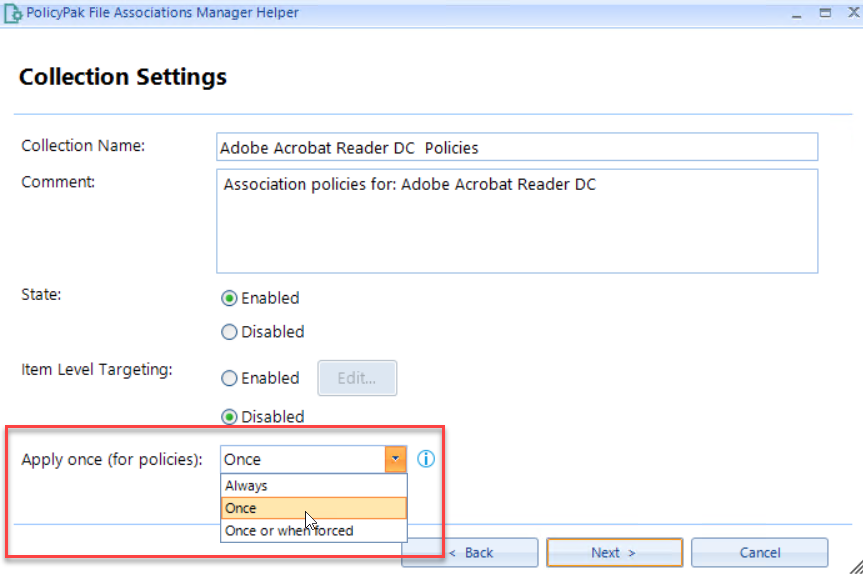 PolicyPak File Associations Manager Helper
Collection Settings
Collection Name:
Adobe Acrobat Reader DC  Policies
Comment:
Association policies for: Adobe Acrobat Reader DC
State:
Enabled
Disabled
Item Level Targeting:
Enabled
Edit...
Disabled
Apply once (for policies):
Once
Always
Once
Once or when forced
< Back
Next >
Cancel